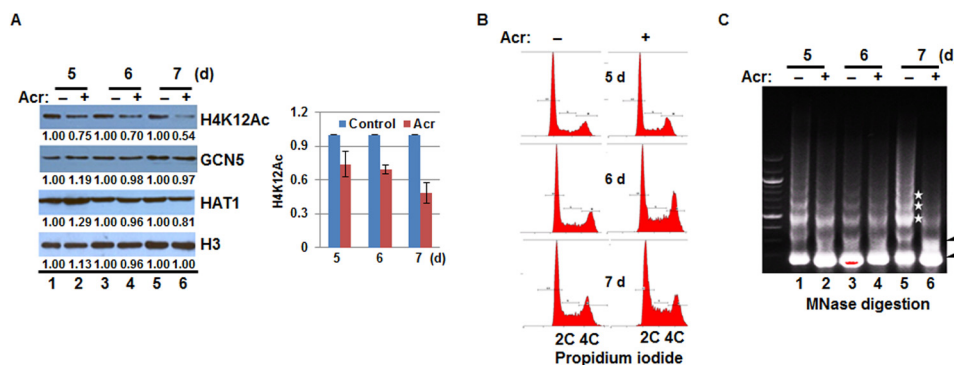 A
5 6 7 (d)
Acr: – + – + – +
H4K12Ac
1.00 0.75 1.00 0.70 1.00 0.54
GCN5
1.00 1.19 1.00 0.98 1.00 0.97
HAT1
1.00 1.29 1.00 0.96 1.00 0.81
H3
1.00 1.13 1.00 0.96 1.00 1.00
1 2 3 4 5 6
Control Acr
H4K12Ac
1.2
0.9
0.6
0.3
0
5 6 7 (d)
B
Acr: – +
5 d
6 d
7 d
2C 4C 2C 4C
Propidium iodide
C
5 6 7 (d
Acr: – + – + – +
1 2 3 4 5 6
MNase digestion